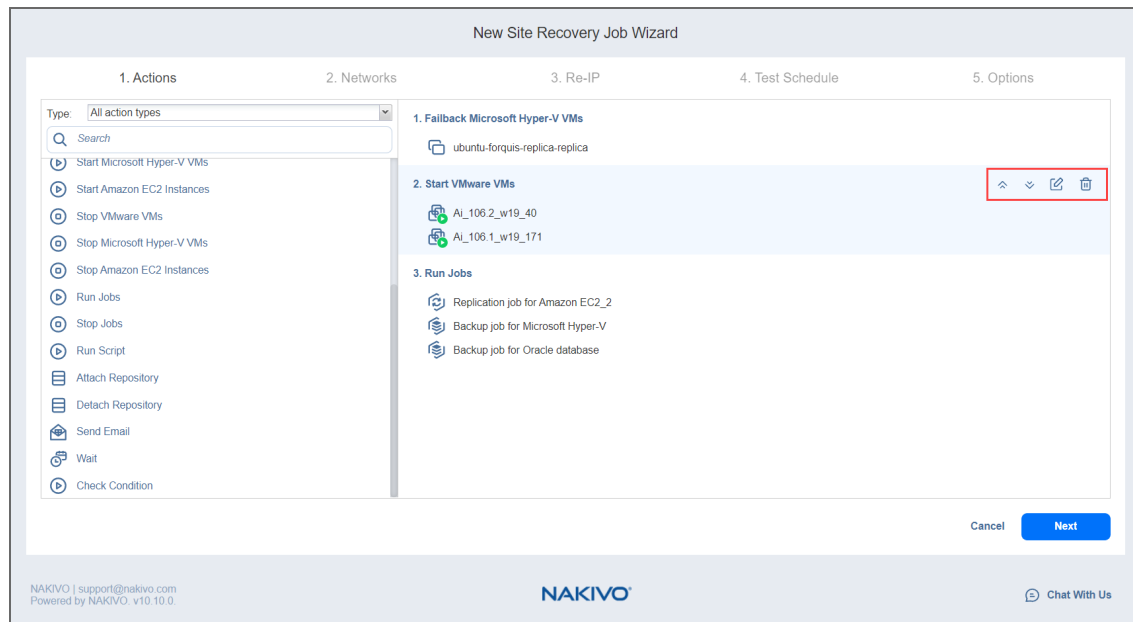 New Site Recovery Job Wizard
1. Actions
2. Networks
3. Re-IP
4. Test Schedule
5. Options
Type:
All action types
Search
Start Microsoft Hyper-V VMs
Start Amazon EC2 Instances
Stop VMware VMs
Stop Microsoft Hyper-V VMs
Stop Amazon EC2 Instances
Run Jobs
Stop Jobs
Run Script
Attach Repository
Detach Repository
Send Email
Wait
Check Condition
1. Failback Microsoft Hyper-V VMs
ubuntu-forquis-replica-replica
2. Start VMware VMs
Ai_106.2_w19_40
Ai_106.1_w19_171
3. Run Jobs
Replication job for Amazon EC2_2
Backup job for Microsoft Hyper-V
Backup job for Oracle database
Cancel
Next
NAKIVO | support@nakivo.com
Powered by NAKIVO. v10.10.0.
NAKIVO®
Chat With Us